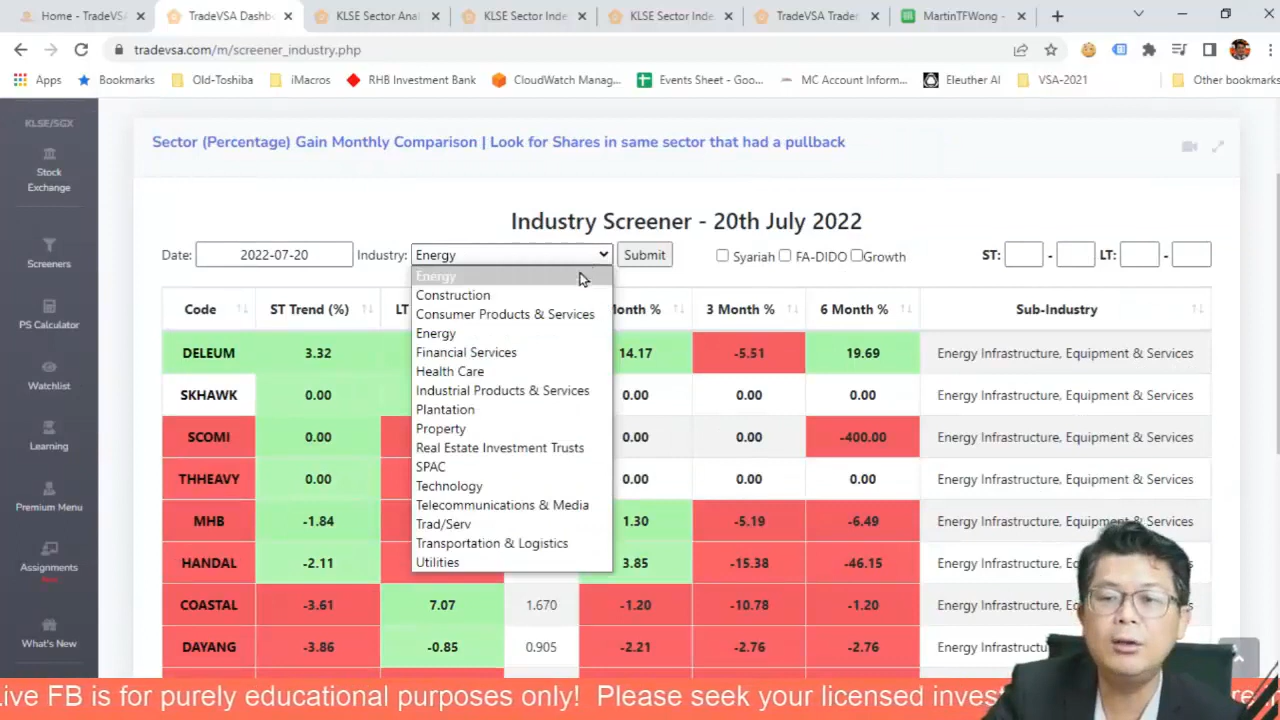 Home - TradeVSA
TradeVSA Dashb
KLSE Sector Ana
KLSE Sector Inde
KLSE Sector Inde
TradeVSA Trader
MartinTFWong -
tradevsa.com/m/screener_industry.php
Apps
Bookmarks
Old-Toshiba
iMacros
RHB Investment Bank
CloudWatch Manag...
Events Sheet - Goo...
MC Account Inform...
Eleuther AI
VSA-2021
Other bookmarks
KLSE/SGX
Stock
Exchange
Screeners
PS Calculator
Watchlist
Learning
Premium Menu
Assignments
What's New
Sector (Percentage) Gain Monthly Comparison | Look for Shares in same sector that had a pullback
Industry Screener - 20th July 2022
Date: 2022-07-20 Industry: Energy Submit Syariah FA-DIDO Growth ST: - LT: -
Energy
Construction
Consumer Products & Services
Energy
Financial Services
Health Care
Industrial Products & Services
Plantation
Property
Real Estate Investment Trusts
SPAC
Technology
Telecommunications & Media
Trad/Serv
Transportation & Logistics
Utilities
Code ST Trend (%) LT onth % 3 Month % 6 Month % Sub-Industry
DELEUM 3.32 14.17 -5.51 19.69 Energy Infrastructure, Equipment & Services
SKHAWK 0.00 0.00 0.00 0.00 Energy Infrastructure, Equipment & Services
SCOMI 0.00 0.00 0.00 -400.00 Energy Infrastructure, Equipment & Services
THHEAVY 0.00 0.00 0.00 0.00 Energy Infrastructure, Equipment & Services
MHB -1.84 1.30 -5.19 -6.49 Energy Infrastructure, Equipment & Services
HANDAL -2.11 3.85 -15.38 -46.15 Energy Infrastructure, Equipment & Services
COASTAL -3.61 7.07 1.670 -1.20 -10.78 -1.20 Energy Infrastructure, Eq & Services
DAYANG -3.86 -0.85 0.905 -2.21 -2.76 -2.76 Energy Infrastructu & Services
ive FB is for purely educational purposes only! Please seek your licensed inves